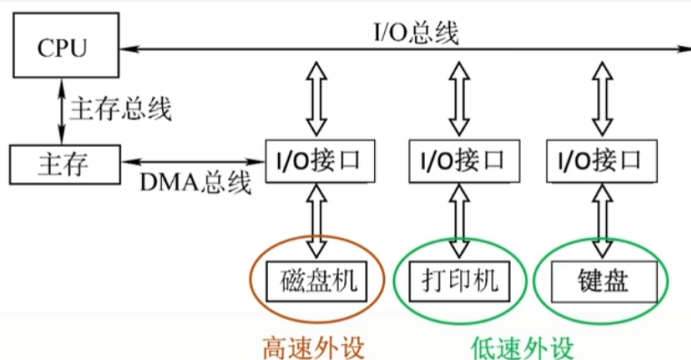 CPU
I/O总线
主存总线
主存
DMA总线
I/O接口
I/O接口
I/O接口
磁盘机
打印机
键盘
高速外设
低速外设